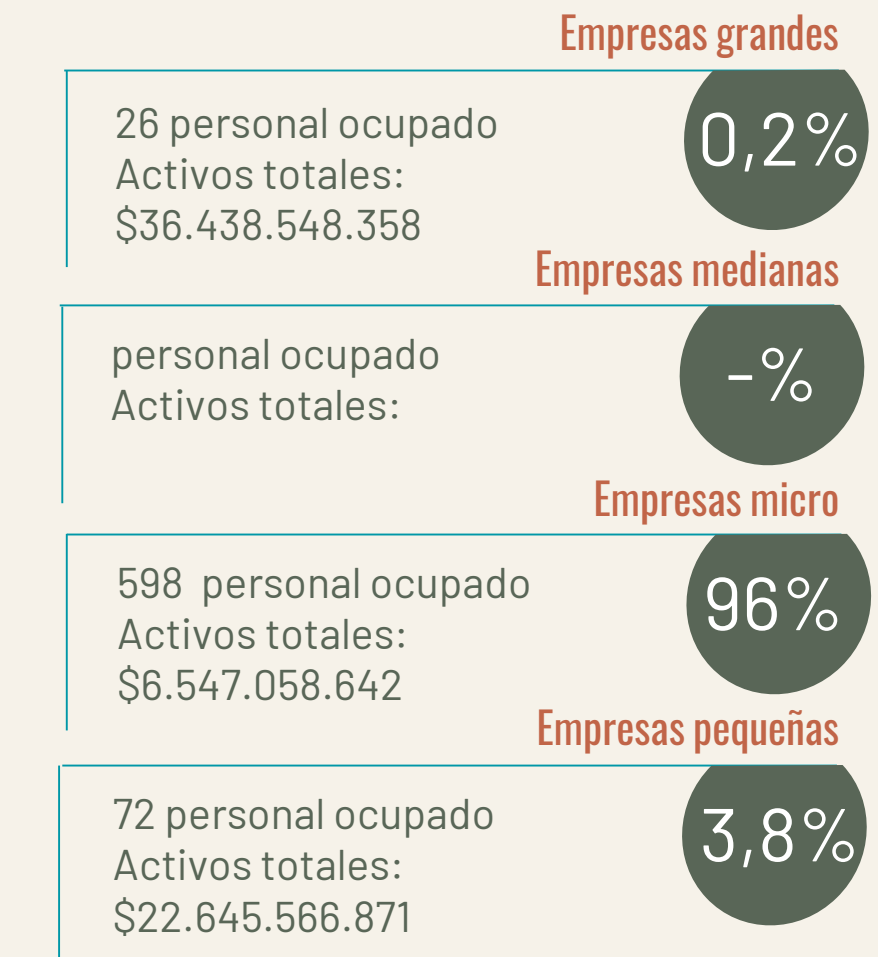 Empresas grandes
26 personal ocupado
Activos totales:
$36.438.548.358
0,2%
Empresas medianas
personal ocupado
Activos totales:
-%
Empresas micro
598  personal ocupado
Activos totales:
$6.547.058.642
96%
Empresas pequeñas
72 personal ocupado
Activos totales:
$22.645.566.871
3,8%